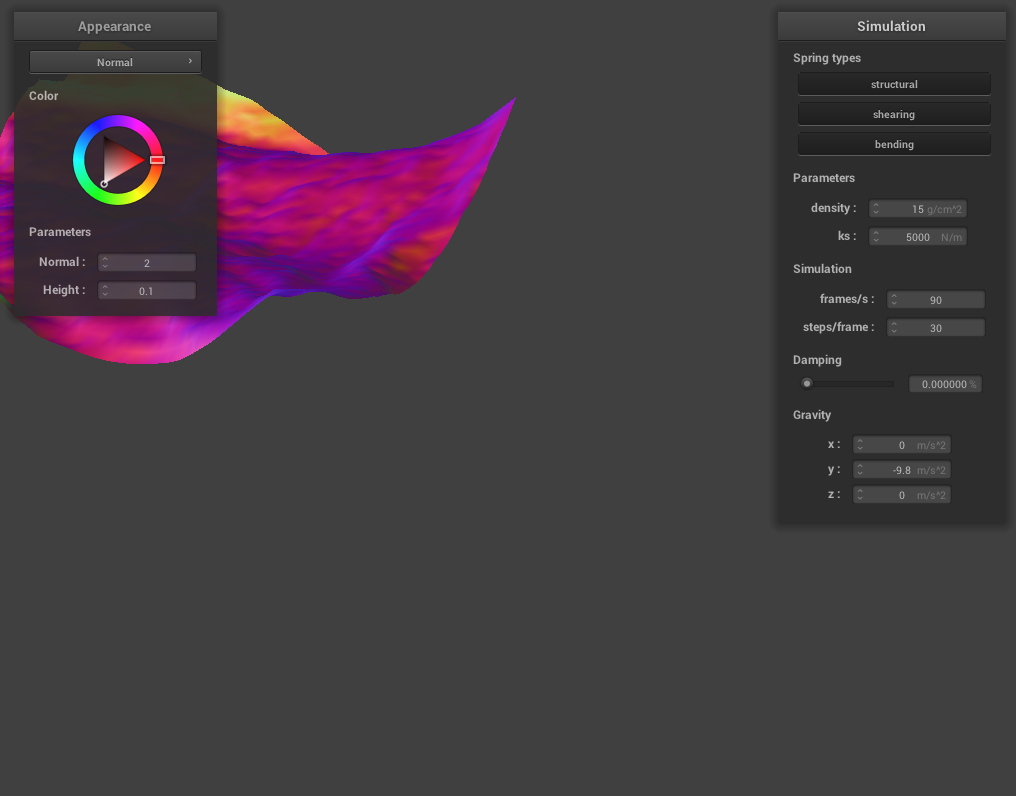 Appearance
Normal ›
Color
Parameters
Normal : 2
Height : 0.1
Simulation
Spring types
structural
shearing
bending
Parameters
density : 15 g/cm^2
ks : 5000 N/m
Simulation
frames/s : 90
steps/frame : 30
Damping
0.000000 %
Gravity
x : 0 m/s^2
y : -9.8 m/s^2
z : 0 m/s^2